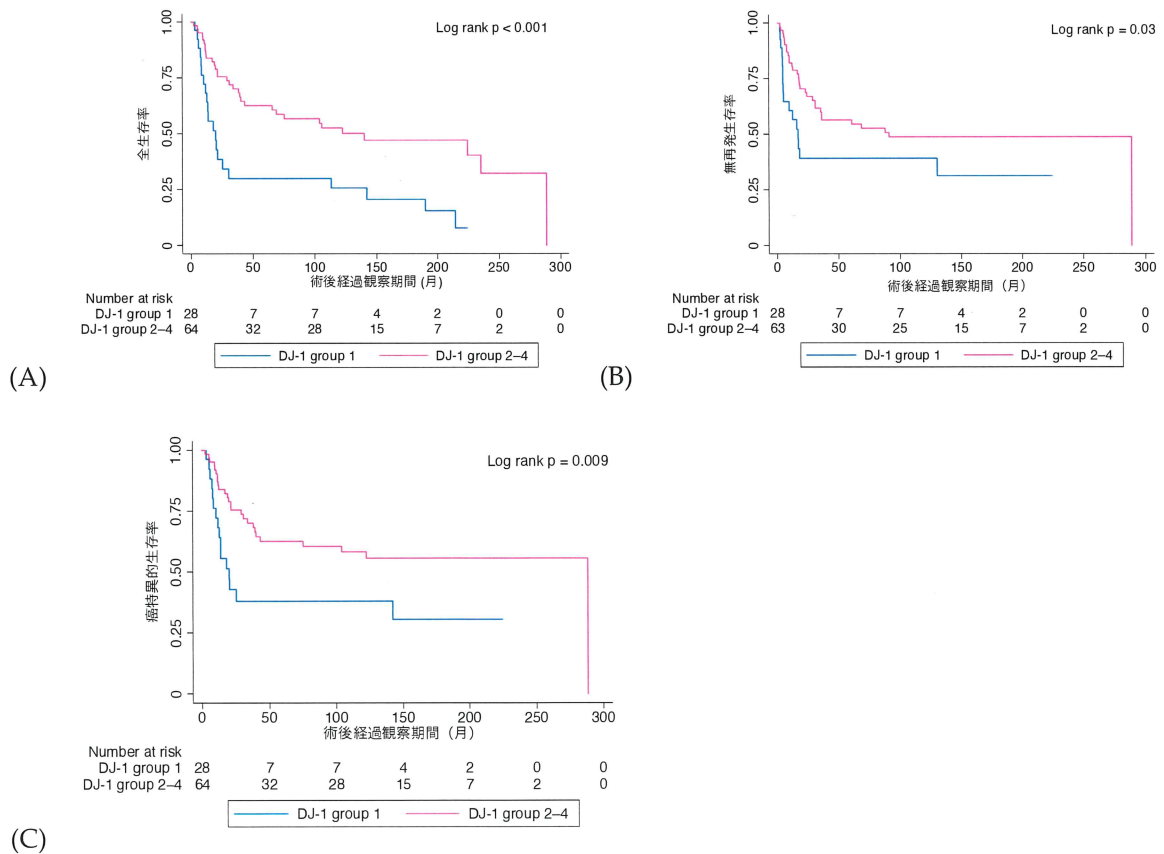 Log rank p < 0.001
全生存率
1.00
0.75
0.50
0.25
0
0 50 100 150 200 250 300
術後経過観察期間 (月)
Number at risk
DJ-1 group 1 28 7 7 4 2 0 0
DJ-1 group 2–4 64 32 28 15 7 2 0
DJ-1 group 1 DJ-1 group 2–4
(A)
Log rank p = 0.03
無再発生存率
1.00
0.75
0.50
0.25
0
0 50 100 150 200 250 300
術後経過観察期間（月）
Number at risk
DJ-1 group 1 28 7 7 4 2 0 0
DJ-1 group 2–4 63 30 25 15 7 2 0
DJ-1 group 1 DJ-1 group 2–4
(B)
Log rank p = 0.009
癌特異的生存率
1.00
0.75
0.50
0.25
0
0 50 100 150 200 250 300
術後経過観察期間（月）
Number at risk
DJ-1 group 1 28 7 7 4 2 0 0
DJ-1 group 2–4 64 32 28 15 7 2 0
DJ-1 group 1 DJ-1 group 2–4
(C)